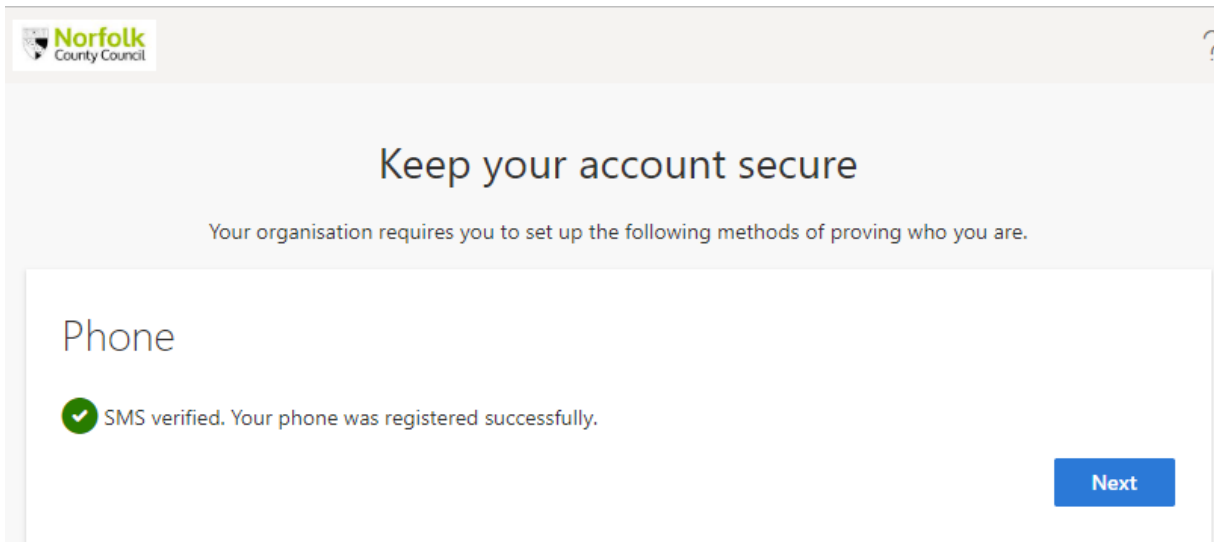 Norfolk
County Council
?
Keep your account secure
Your organisation requires you to set up the following methods of proving who you are.
Phone
SMS verified. Your phone was registered successfully.
Next